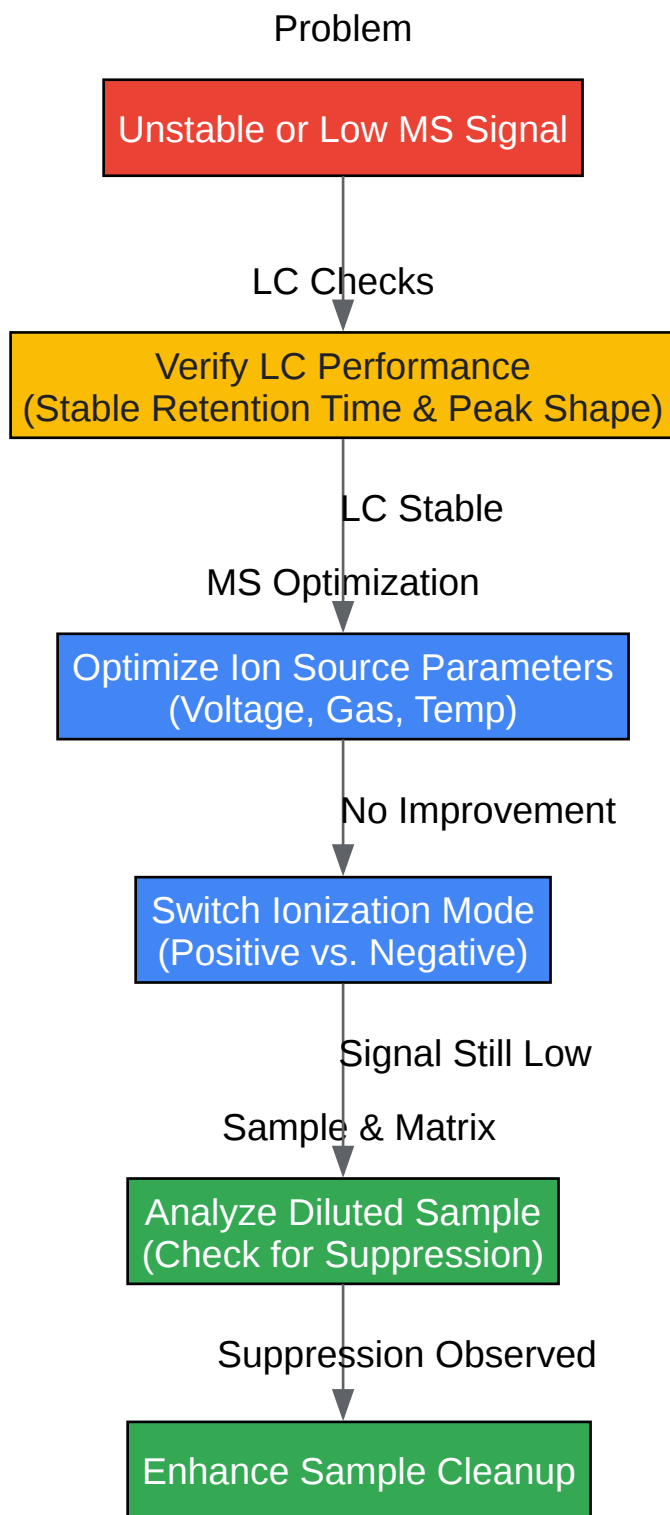 Problem
Unstable or Low MS Signal
LC Checks
Verify LC Performance
(Stable Retention Time & Peak Shape)
LC Stable
MS Optimization
Optimize Ion Source Parameters
(Voltage, Gas, Temp)
No Improvement
Switch Ionization Mode
(Positive vs. Negative)
Signal Still Low
Sample & Matrix
Analyze Diluted Sample
(Check for Suppression)
Suppression Observed
Enhance Sample Cleanup